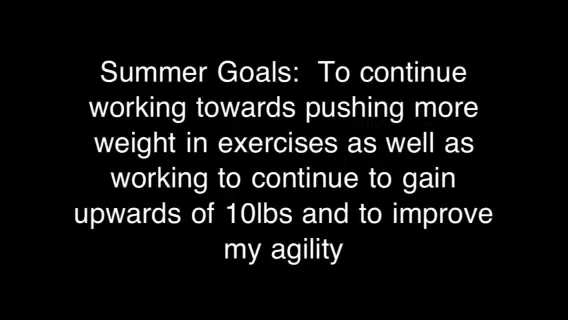 Summer Goals:  To continue
working towards pushing more
weight in exercises as well as
working to continue to gain
upwards of 10lbs and to improve
my agility